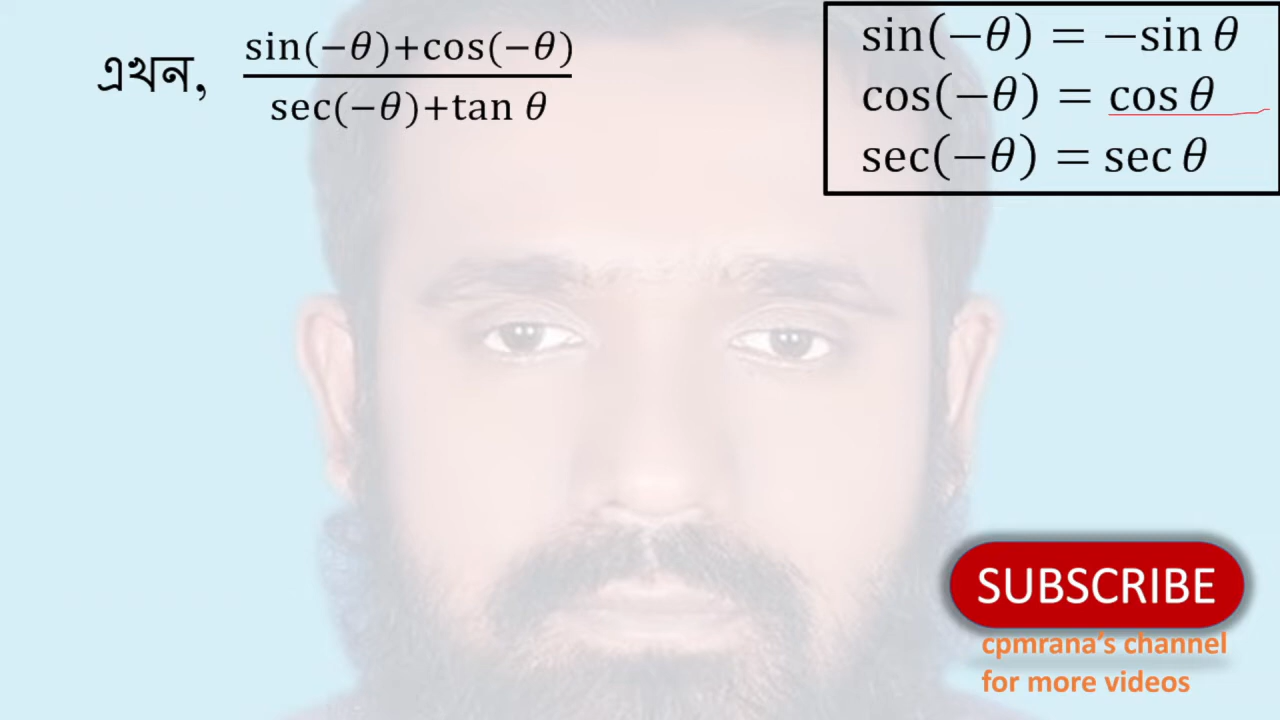 এখন, (sin(−θ)+cos(−θ))/(sec(−θ)+tan θ)
sin(−θ) = −sin θ
cos(−θ) = cos θ
sec(−θ) = sec θ
SUBSCRIBE
cpmrana's channel
for more videos